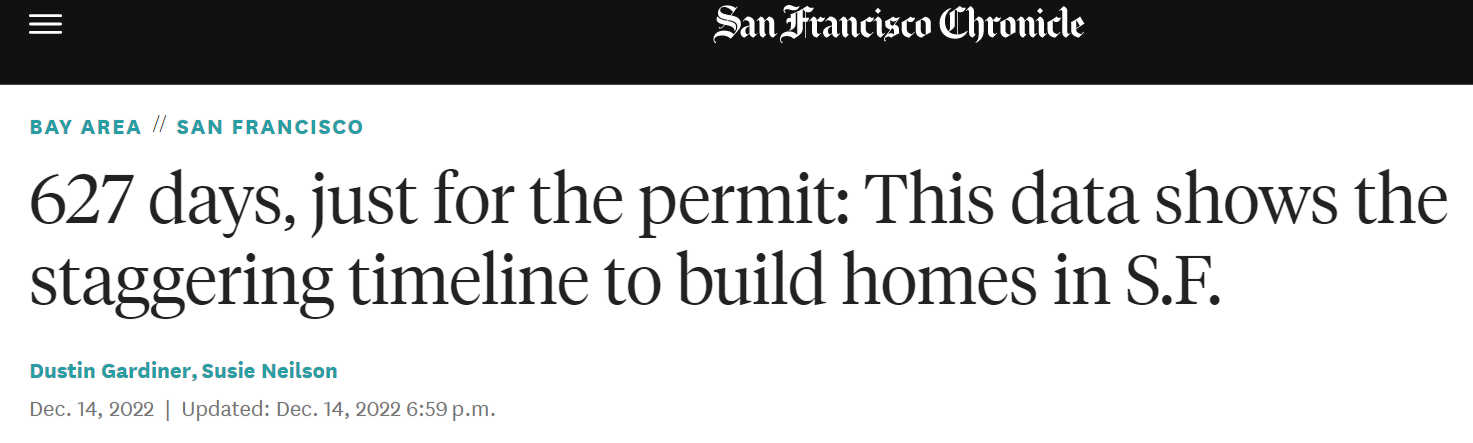 San Francisco Chronicle
BAY AREA // SAN FRANCISCO
627 days, just for the permit: This data shows the
staggering timeline to build homes in S.F.
Dustin Gardiner, Susie Neilson
Dec. 14, 2022 | Updated: Dec. 14, 2022 6:59 p.m.